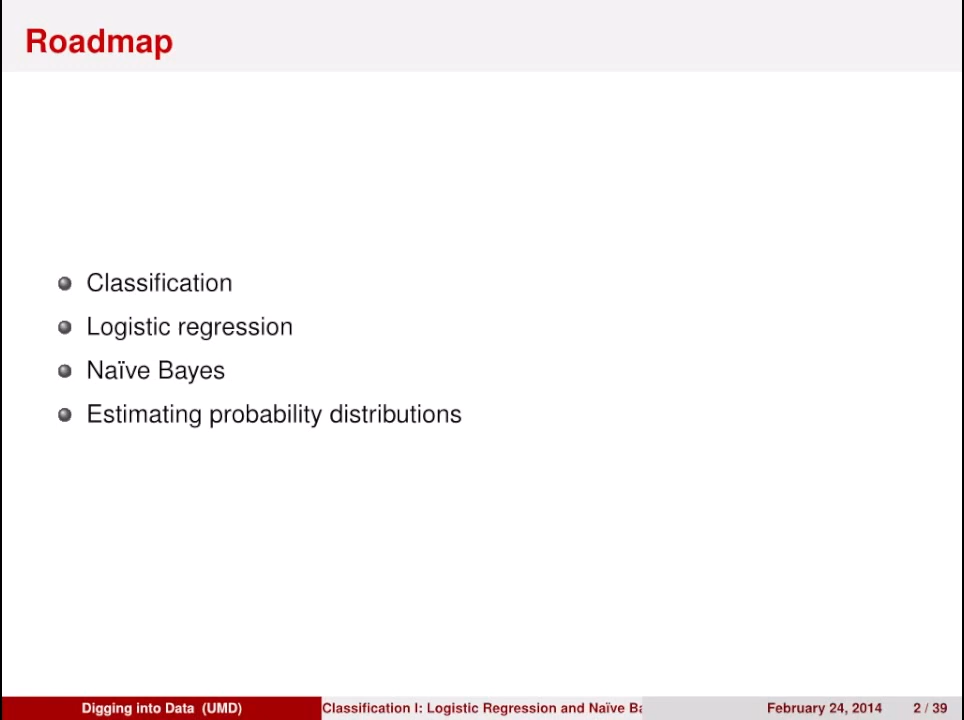 Roadmap
Classification
Logistic regression
Naïve Bayes
Estimating probability distributions
Digging into Data (UMD) Classification I: Logistic Regression and Naïve Ba February 24, 2014 2 / 39